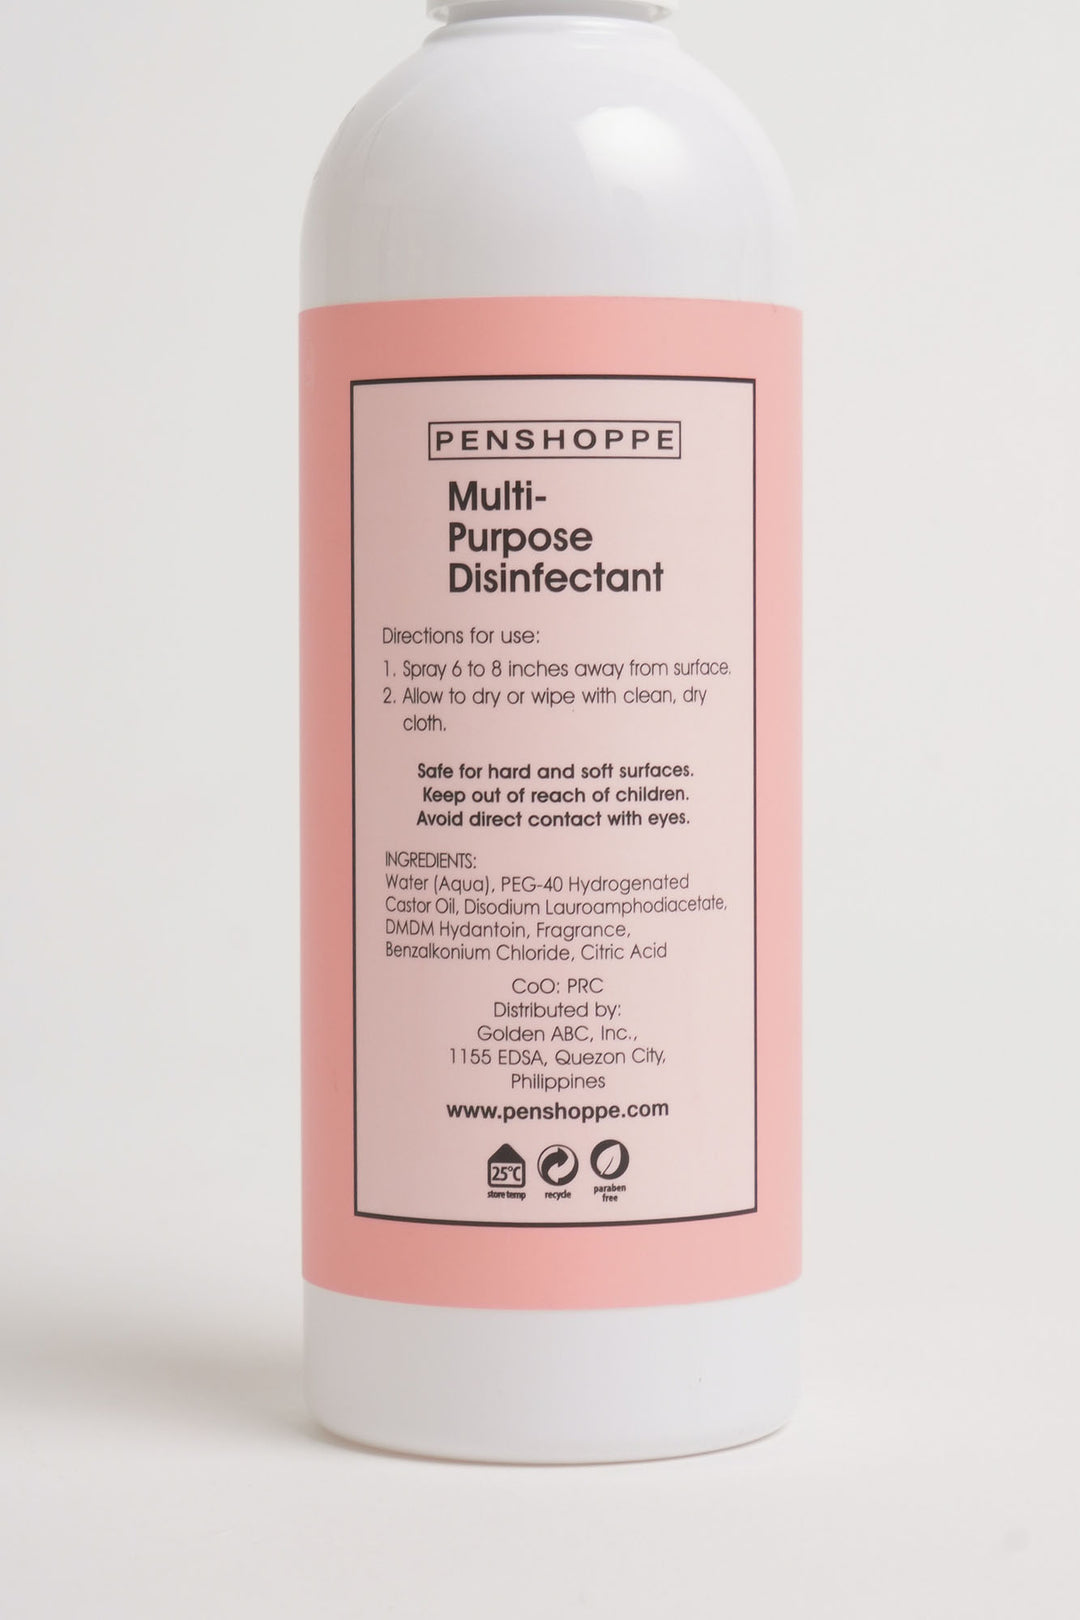 PENSHOPPE
Multi-
Purpose
Disinfectant
Directions for use:
1. Spray 6 to 8 inches away from surface.
2. Allow to dry or wipe with clean, dry
cloth.
Safe for hard and soft surfaces.
Keep out of reach of children.
Avoid direct contact with eyes.
INGREDIENTS:
Water (Aqua), PEG-40 Hydrogenated
Castor Oil, Disodium Lauroamphodiacetate,
DMDM Hydantoin, Fragrance,
Benzalkonium Chloride, Citric Acid
CoO: PRC
Distributed by:
Golden ABC, Inc.,
1155 EDSA, Quezon City,
Philippines
www.penshoppe.com
25°C
store temp recycle paraben
free